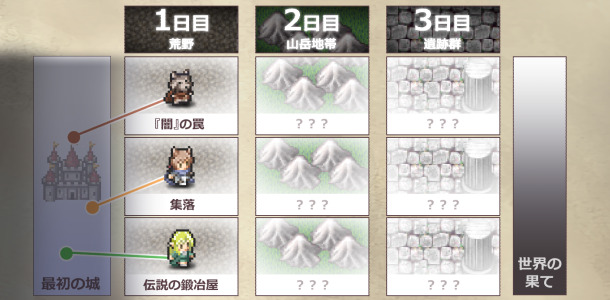 1日目
荒野
2日目
山岳地帯
3日目
遺跡群
『闇』の罠
？？？
？？？
集落
？？？
？？？
伝説の鍛冶屋
？？？
？？？
最初の城
世界の
果て